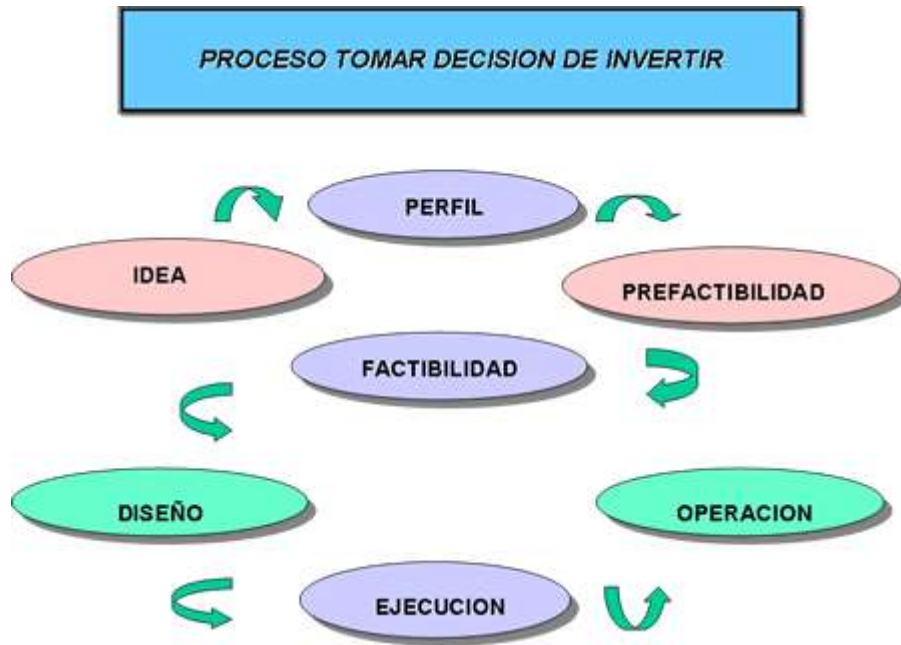 PROCESO TOMAR DECISION DE INVERTIR
PERFIL
IDEA
PREFACTIBILIDAD
FACTIBILIDAD
DISEÑO
OPERACION
EJECUCION